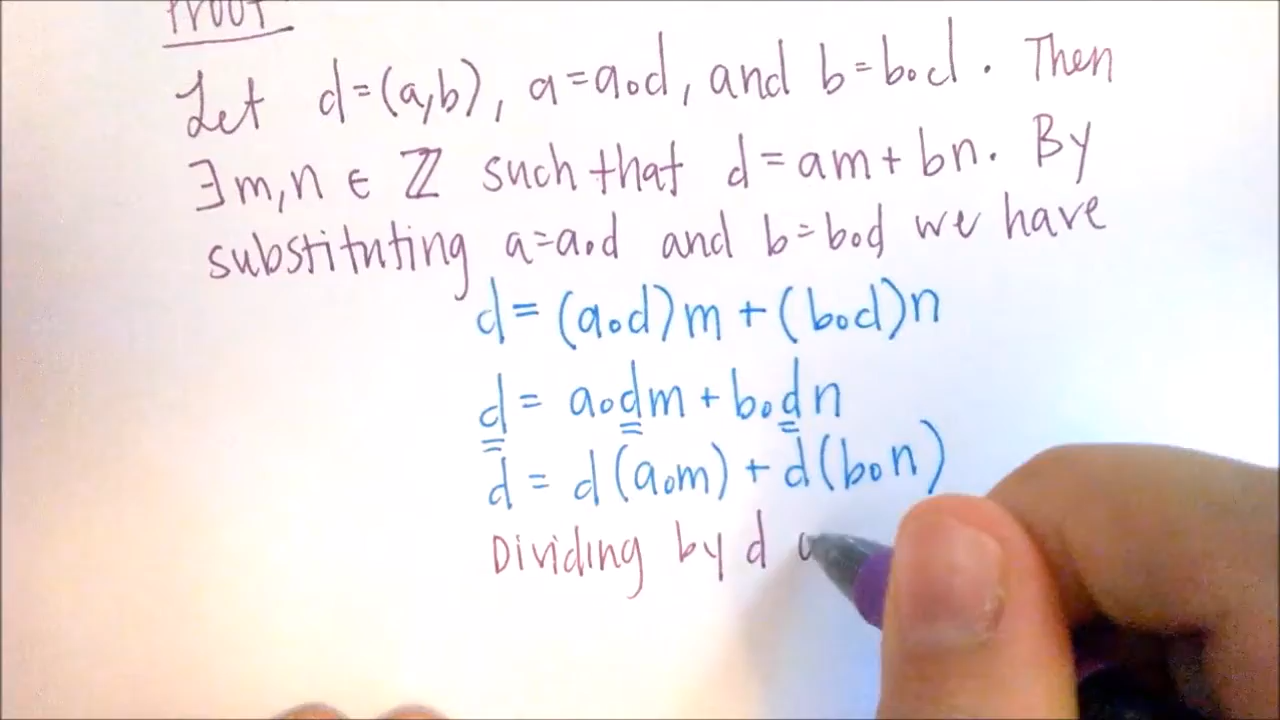 Proof
Let d=(a,b), a=a₀d, and b=b₀d. Then
∃m,n ∈ ℤ such that d=am+bn. By
substituting a=a₀d and b=b₀d we have
d=(a₀d)m+(b₀d)n
d = a₀dm+b₀dn
d = d(a₀m)+d(b₀n)
Dividing by d